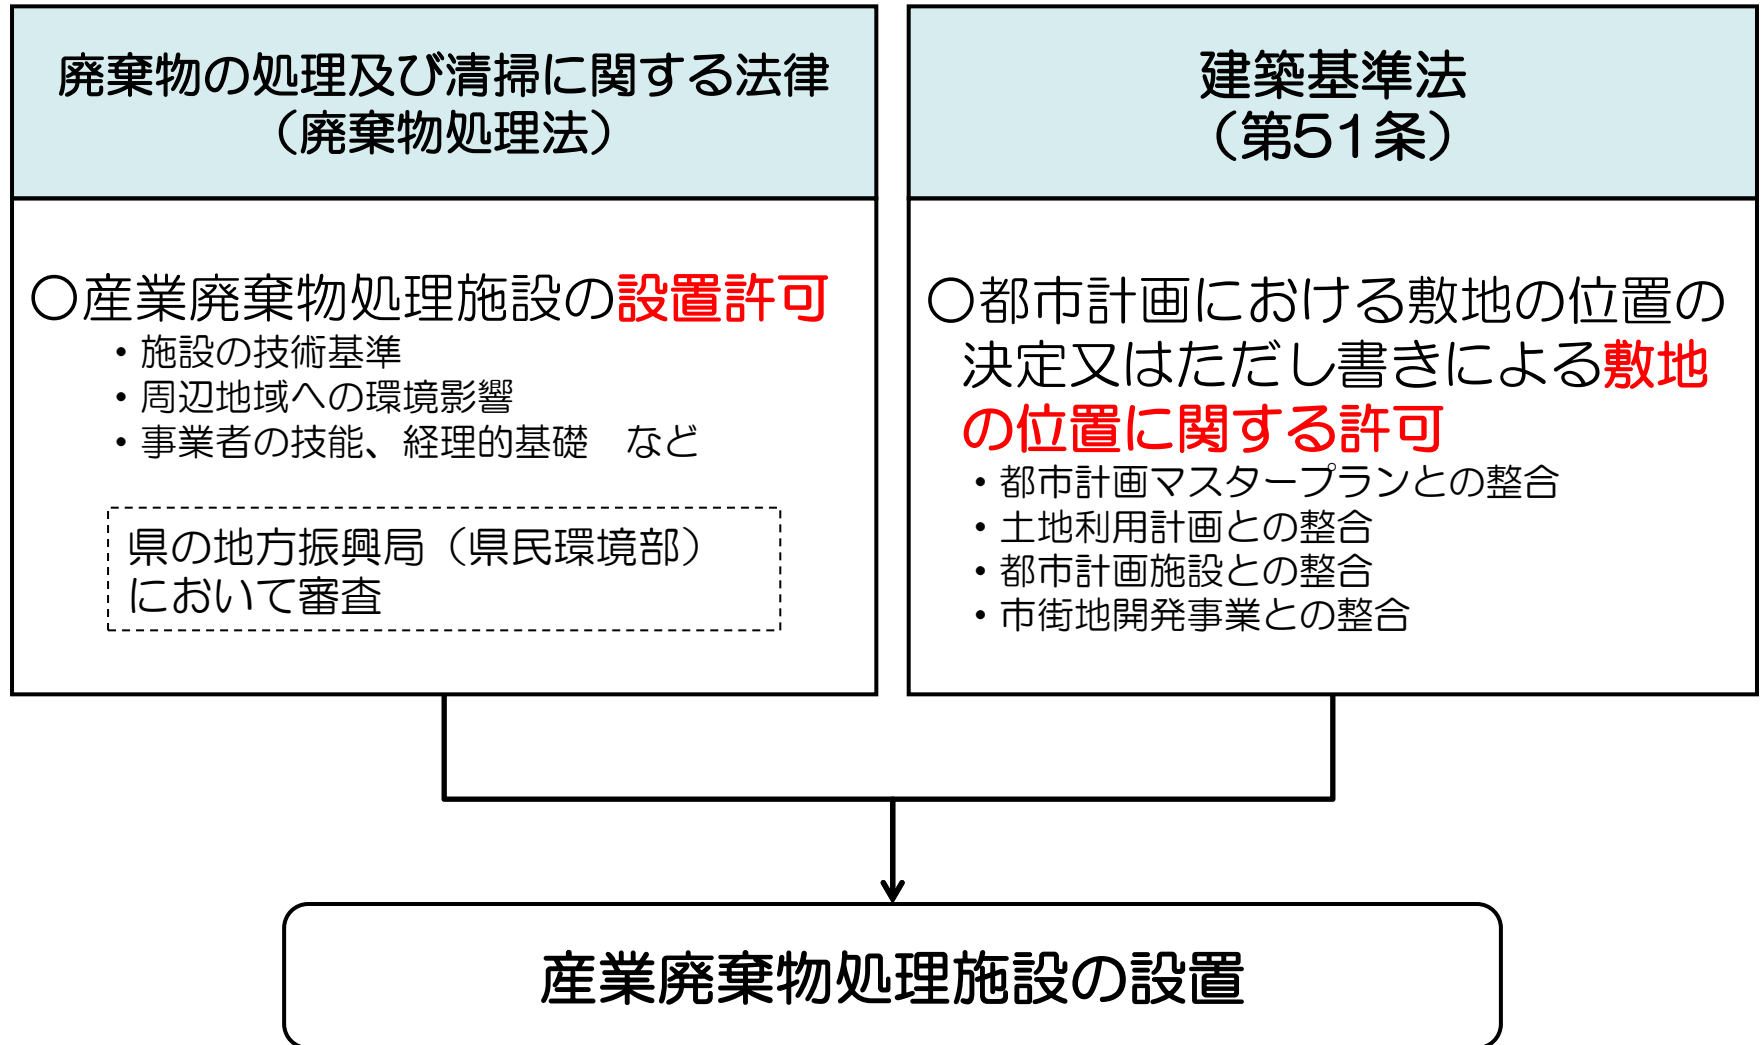 廃棄物の処理及び清掃に関する法律
（廃棄物処理法）
〇産業廃棄物処理施設の設置許可
・施設の技術基準
・周辺地域への環境影響
・事業者の技能、経理的基礎　など
県の地方振興局（県民環境部）
において審査
建築基準法
（第51条）
〇都市計画における敷地の位置の
決定又はただし書きによる敷地
の位置に関する許可
・都市計画マスタープランとの整合
・土地利用計画との整合
・都市計画施設との整合
・市街地開発事業との整合
産業廃棄物処理施設の設置